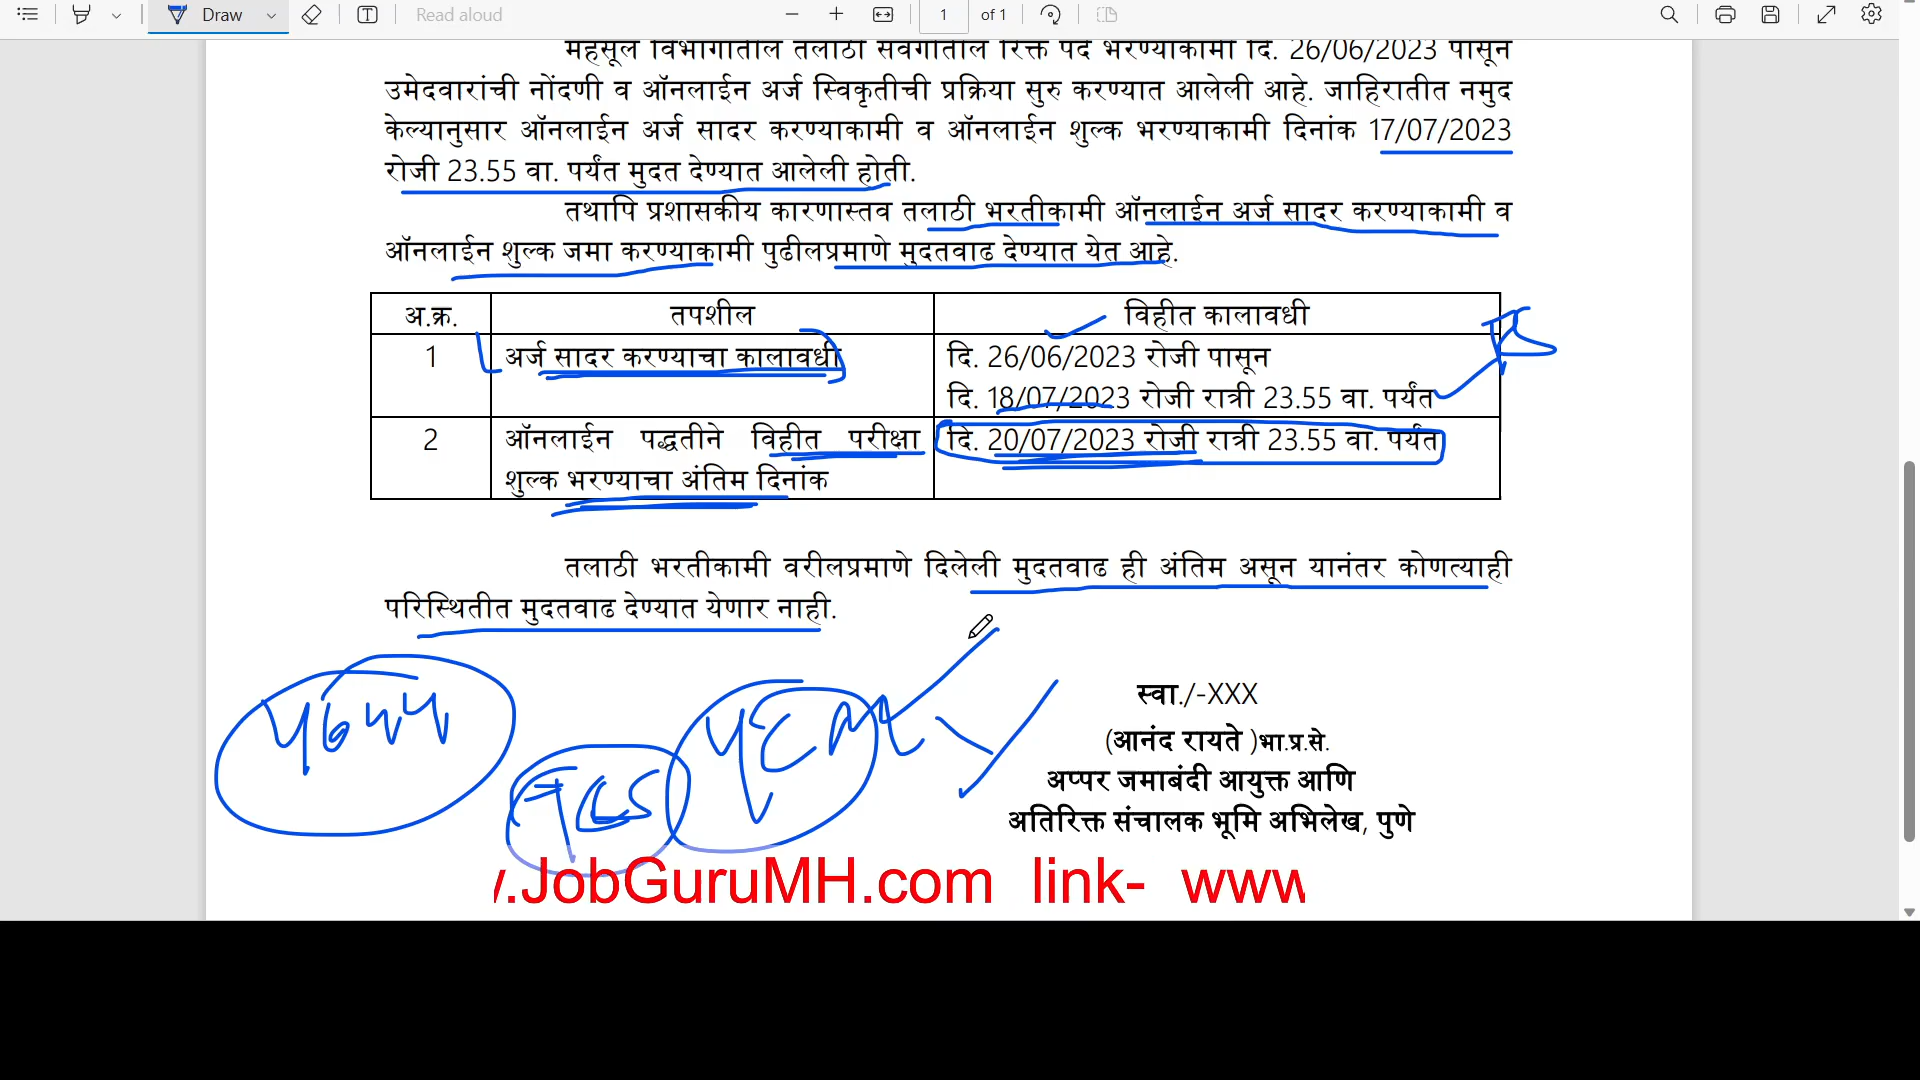 Draw
Read aloud
1 of 1
महसूल विभागातील तलाठी संवर्गातील रिक्त पदे भरण्याकामी दि. 26/06/2023 पासून
उमेदवारांची नोंदणी व ऑनलाईन अर्ज स्विकृतीची प्रक्रिया सुरु करण्यात आलेली आहे. जाहिरातीत नमुद
केल्यानुसार ऑनलाईन अर्ज सादर करण्याकामी व ऑनलाईन शुल्क भरण्याकामी दिनांक 17/07/2023
रोजी 23.55 वा. पर्यंत मुदत देण्यात आलेली होती.
तथापि प्रशासकीय कारणास्तव तलाठी भरतीकामी ऑनलाईन अर्ज सादर करण्याकामी व
ऑनलाईन शुल्क जमा करण्याकामी पुढीलप्रमाणे मुदतवाढ देण्यात येत आहे.
अ.क्र. तपशील विहीत कालावधी
1 अर्ज सादर करण्याचा कालावधी दि. 26/06/2023 रोजी पासून
दि. 18/07/2023 रोजी रात्री 23.55 वा. पर्यंत
2 ऑनलाईन पद्धतीने विहीत परीक्षा दि. 20/07/2023 रोजी रात्री 23.55 वा. पर्यंत
शुल्क भरण्याचा अंतिम दिनांक
तलाठी भरतीकामी वरीलप्रमाणे दिलेली मुदतवाढ ही अंतिम असून यानंतर कोणत्याही
परिस्थितीत मुदतवाढ देण्यात येणार नाही.
स्वा./-XXX
(आनंद रायते )भा.प्र.से.
अप्पर जमाबंदी आयुक्त आणि
अतिरिक्त संचालक भूमि अभिलेख, पुणे
TCS
.JobGuruMH.com link- www